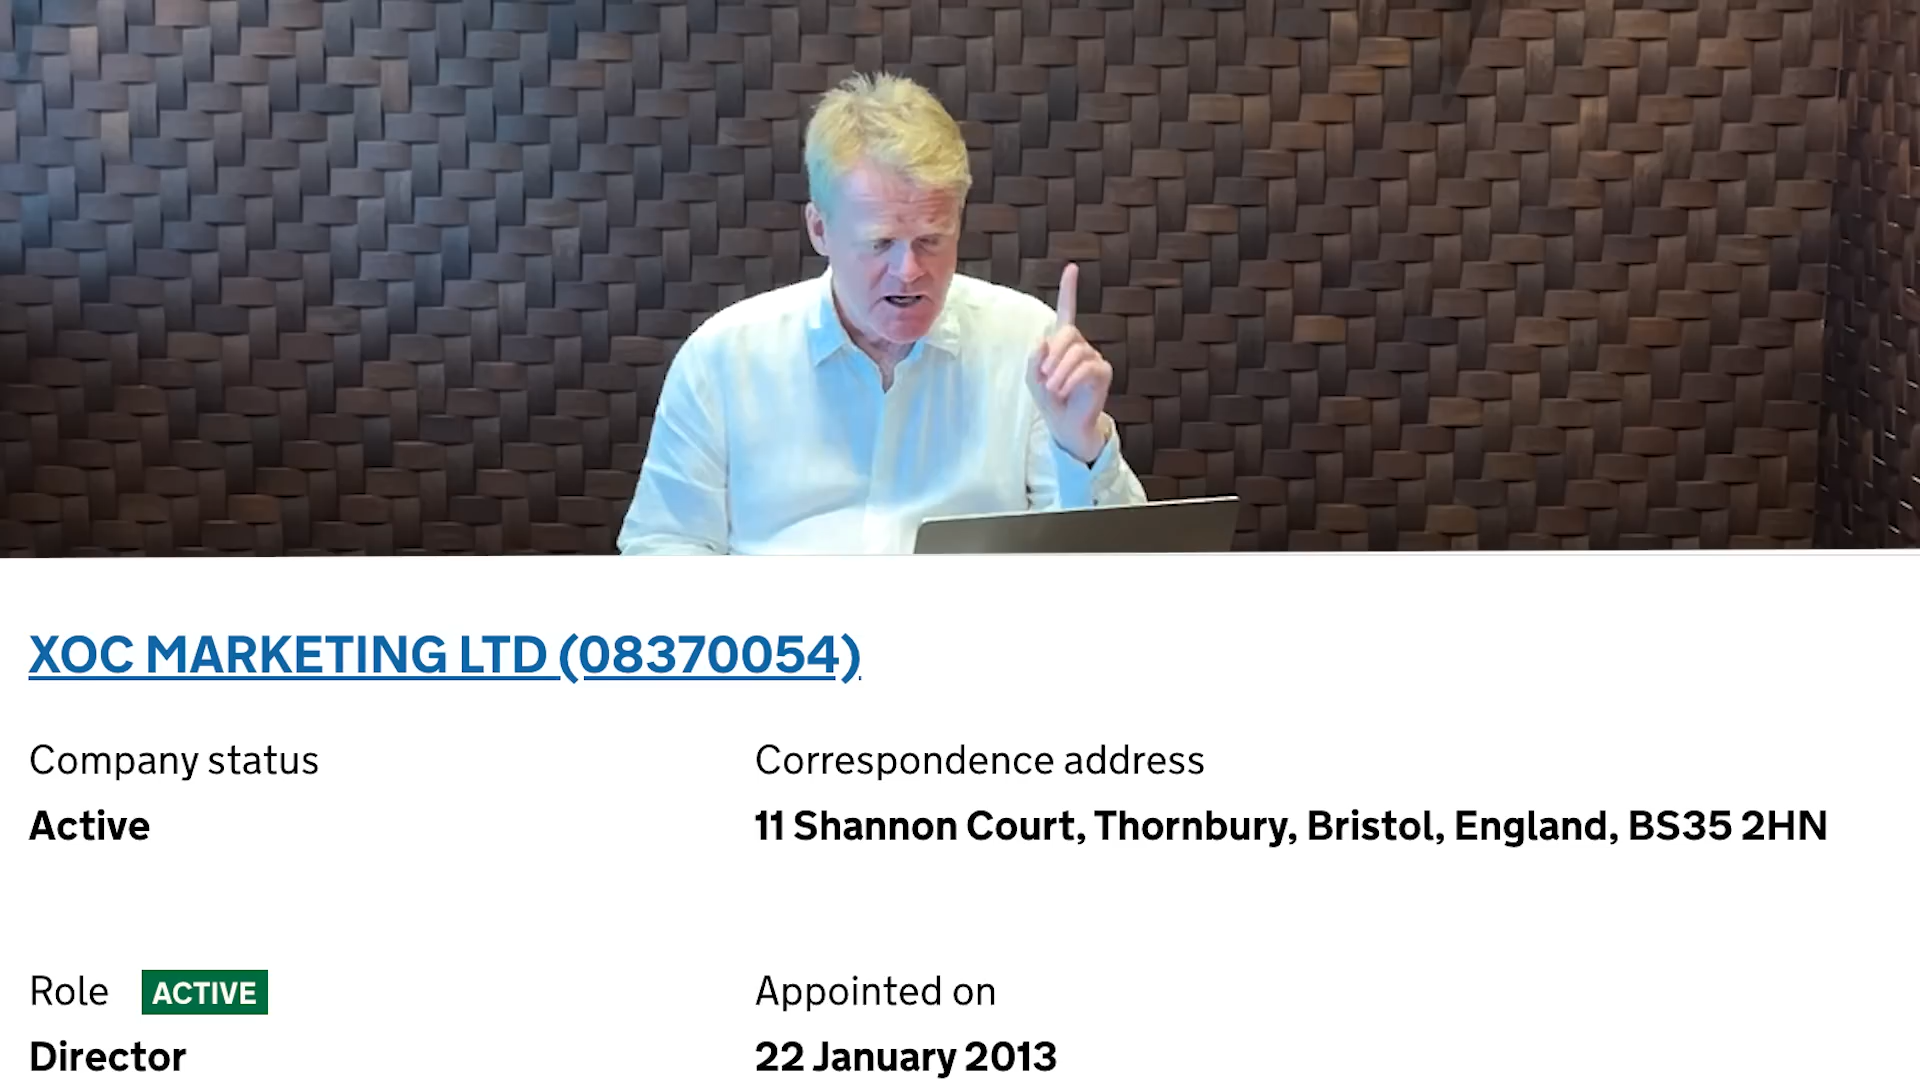 XOC MARKETING LTD (08370054)
Company status
Correspondence address
Active
11 Shannon Court, Thornbury, Bristol, England, BS35 2HN
Role ACTIVE
Appointed on
Director
22 January 2013